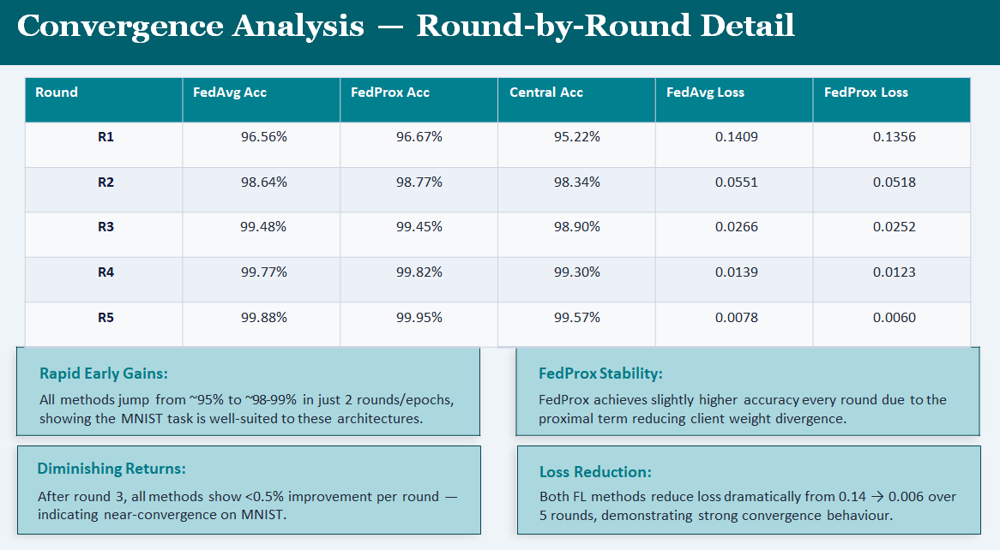 Convergence Analysis — Round-by-Round Detail
Round FedAvg Acc FedProx Acc Central Acc FedAvg Loss FedProx Loss
R1 96.56% 96.67% 95.22% 0.1409 0.1356
R2 98.64% 98.77% 98.34% 0.0551 0.0518
R3 99.48% 99.45% 98.90% 0.0266 0.0252
R4 99.77% 99.82% 99.30% 0.0139 0.0123
R5 99.88% 99.95% 99.57% 0.0078 0.0060
Rapid Early Gains:
All methods jump from ~95% to ~98-99% in just 2 rounds/epochs,
showing the MNIST task is well-suited to these architectures.
FedProx Stability:
FedProx achieves slightly higher accuracy every round due to the
proximal term reducing client weight divergence.
Diminishing Returns:
After round 3, all methods show <0.5% improvement per round —
indicating near-convergence on MNIST.
Loss Reduction:
Both FL methods reduce loss dramatically from 0.14 → 0.006 over
5 rounds, demonstrating strong convergence behaviour.